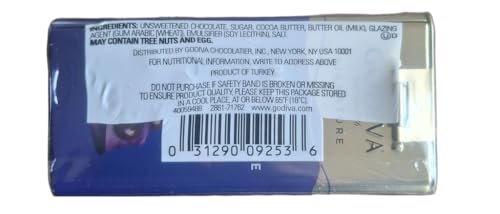 INGREDIENTS: UNSWEETENED CHOCOLATE, SUGAR, COCOA BUTTER, BUTTER OIL (MILK), GLAZING
AGENT (GUM ARABIC (WHEAT)), EMULSIFIER (SOY LECITHIN), SALT.
MAY CONTAIN TREE NUTS AND EGG.
DISTRIBUTED BY GODIVA CHOCOLATIER, INC., NEW YORK, NY USA 10001
FOR NUTRITIONAL INFORMATION, WRITE TO ADDRESS ABOVE
PRODUCT OF TURKEY
DO NOT PURCHASE IF SAFETY BAND IS BROKEN OR MISSING
TO ENSURE PRODUCT QUALITY, PLEASE KEEP THIS PACKAGE STORED
IN A COOL PLACE, AT OR BELOW 65°F (18°C).
40059498 2861-71762 www.godiva.com
0 31290 09253 6